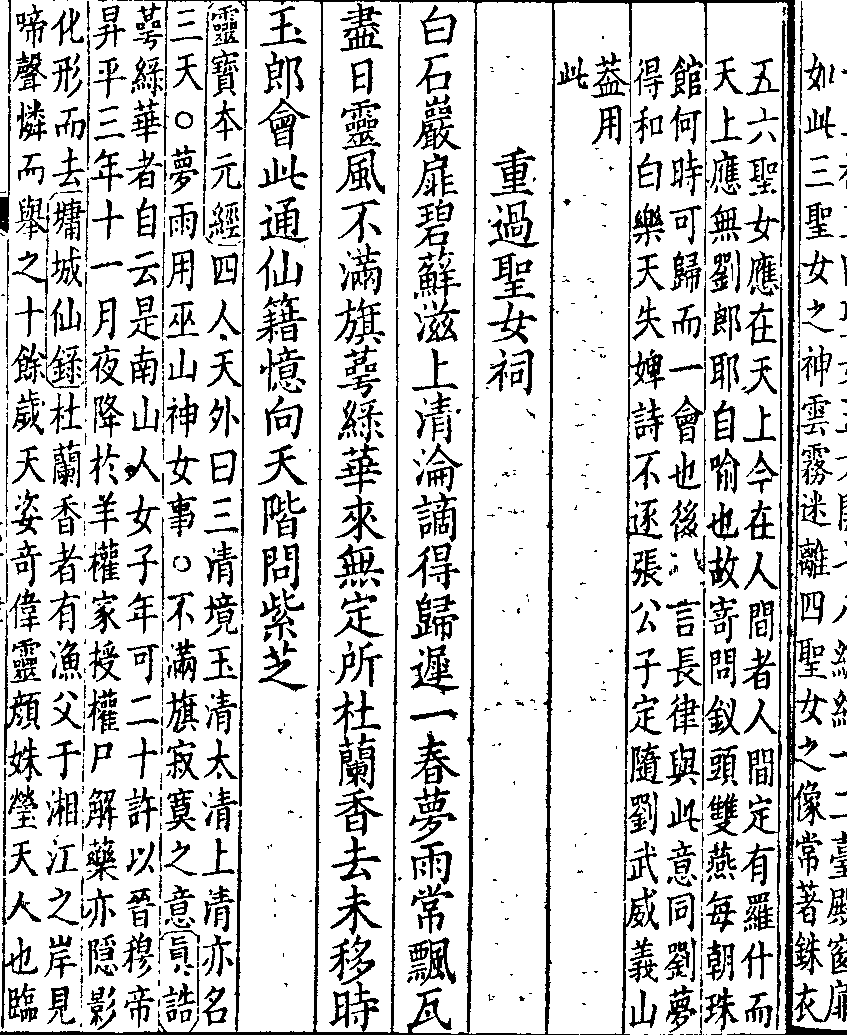 如此三聖女之神雲霧迷離四聖女之像常著銖衣
五六聖女應在天上今在人間者人間定有羅什而
天上應無劉郎耶自喻也故寄問釵頭雙燕每朝珠
館何時可歸而一會也後言長律與此意同劉夢
得和白樂天失婢詩不逐張公子定隨劉武威義山
葢用
此
重過聖女祠
白石巖扉碧蘚滋上清淪謫得歸遲一春夢雨常飄瓦
盡日靈風不滿旗萼綠華來無定所杜蘭香去未移時
玉郎會此通仙籍憶向天階問紫芝
靈寶本元經四人天外曰三清境玉清太清上清亦名
三天○夢雨用巫山神女事○不滿旗寂寞之意眞誥
萼綠華者自云是南山人女子年可二十許以晉穆帝
昇平三年十一月夜降於羊權家授權尸解藥亦隱影
化形而去墉城仙錄杜蘭香者有漁父于湘江之岸見
啼聲憐而舉之十餘歲天姿奇偉靈顔姝瑩天人也臨